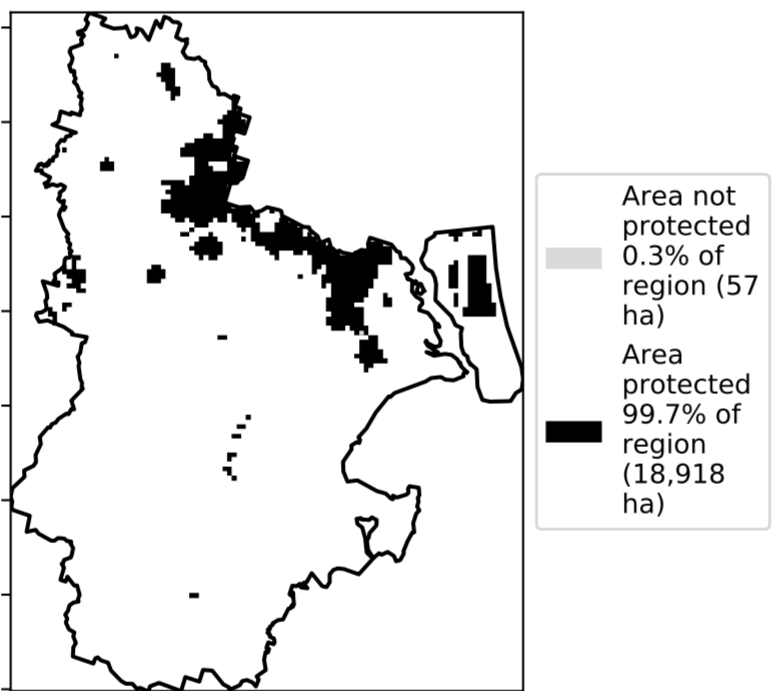 Area not
protected
0.3% of
region (57
ha)
Area
protected
99.7% of
region
(18,918
ha)